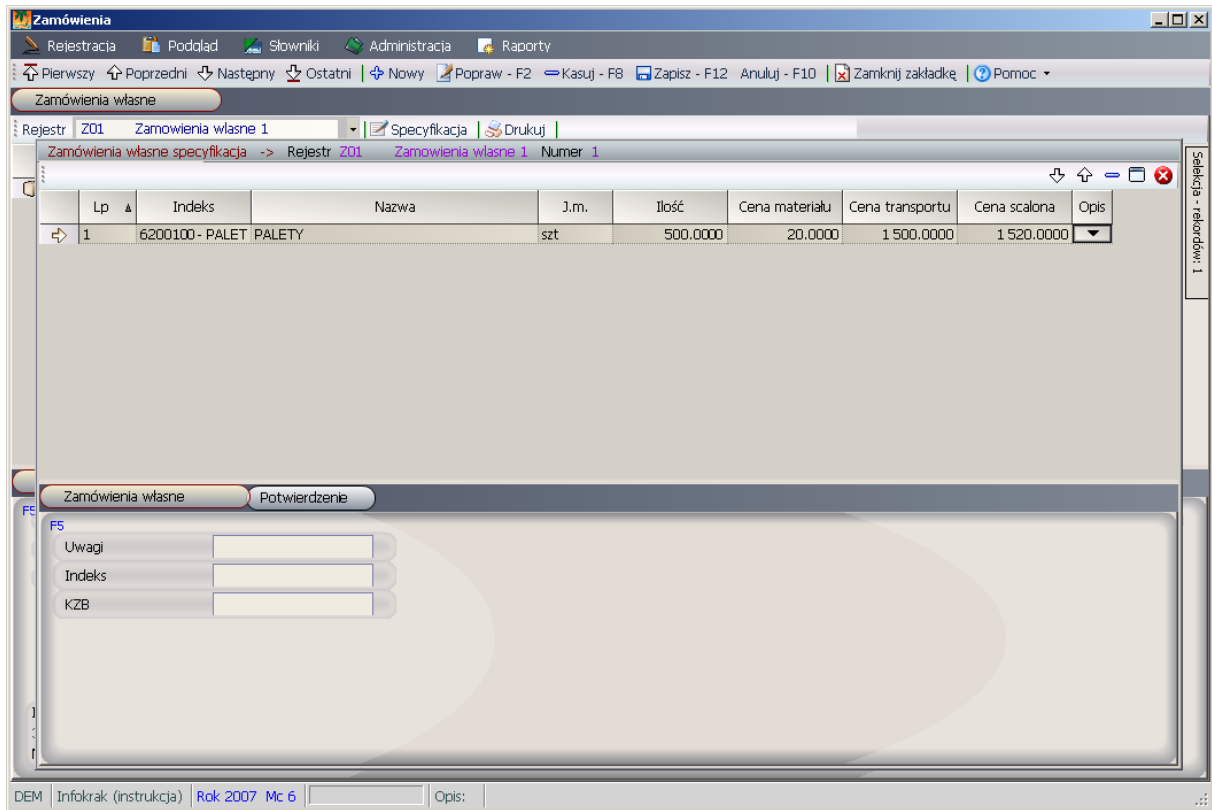 Zamówienia
Rejestracja Podgląd Słowniki Administracja Raporty
Pierwszy Poprzedni Następny Ostatni Nowy Popraw - F2 Kasuj - F8 Zapisz - F12 Anuluj - F10 Zamknij zakładkę Pomoc
Zamówienia własne
Rejestr Z01 Zamowienia wlasne 1 Specyfikacja Drukuj
Zamówienia własne specyfikacja -> Rejestr Z01 Zamowienia wlasne 1 Numer 1
Selekcja - rekordów: 1
Lp Indeks Nazwa J.m. Ilość Cena materiału Cena transportu Cena scalona Opis
1 6200100 - PALET PALETY szt 500.0000 20.0000 1 500.0000 1 520.0000
Zamówienia własne Potwierdzenie
F5
Uwagi
Indeks
KZB
DEM Infokrak (instrukcja) Rok 2007 Mc 6 Opis: